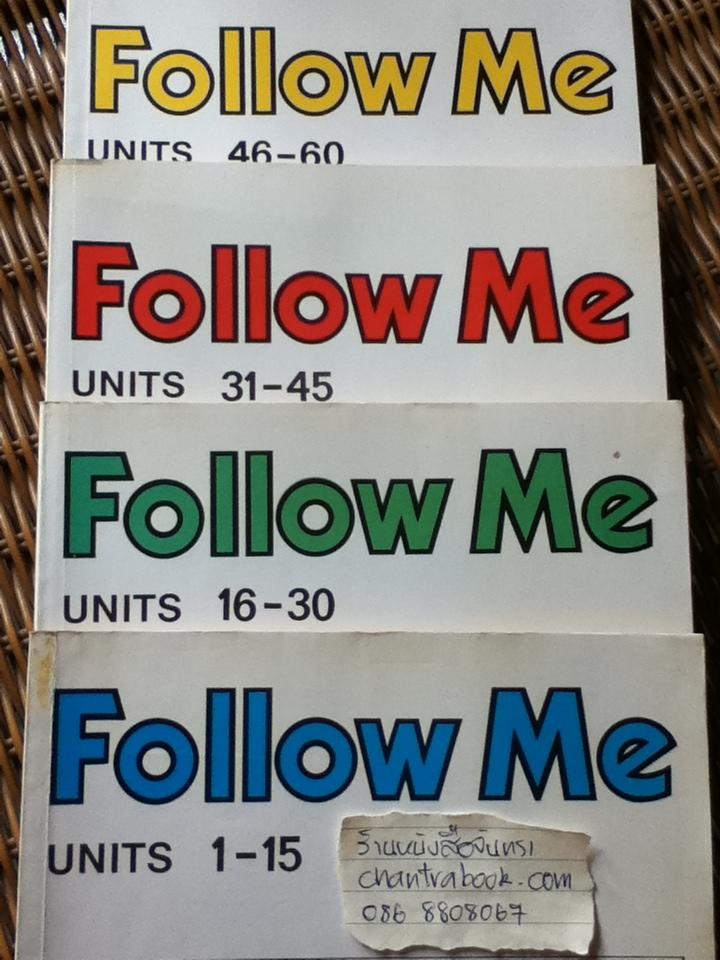 Follow Me
UNITS 46-60
Follow Me
UNITS 31-45
Follow Me
UNITS 16-30
Follow Me
UNITS 1-15
ร้านหนังสือจันทรา
chantrabook.com
086 8808067